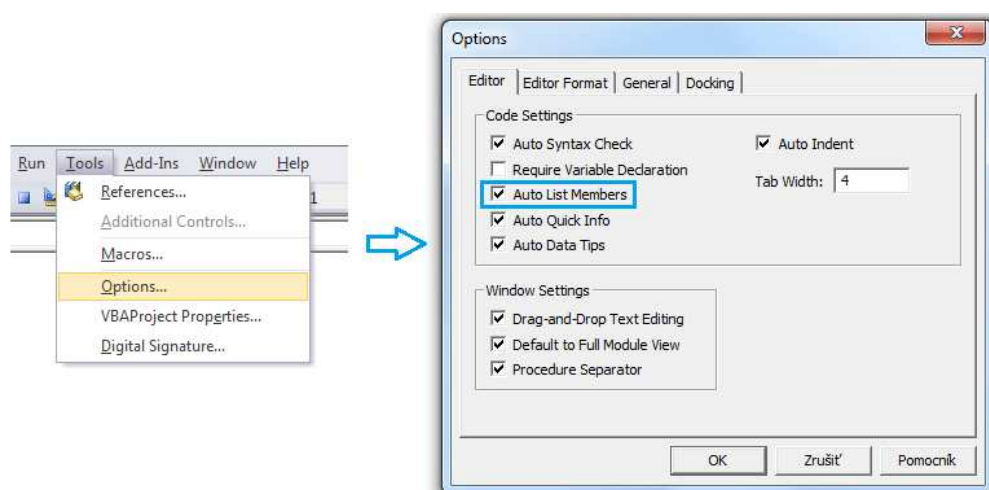 Run Tools Add-Ins Window Help
References...
1
Additional Controls...
Macros...
Options...
VBAProject Properties...
Digital Signature...
Options
Editor Editor Format General Docking
Code Settings
Auto Syntax Check
Auto Indent
Require Variable Declaration
Tab Width: 4
Auto List Members
Auto Quick Info
Auto Data Tips
Window Settings
Drag-and-Drop Text Editing
Default to Full Module View
Procedure Separator
OK Zrušiť Pomocník